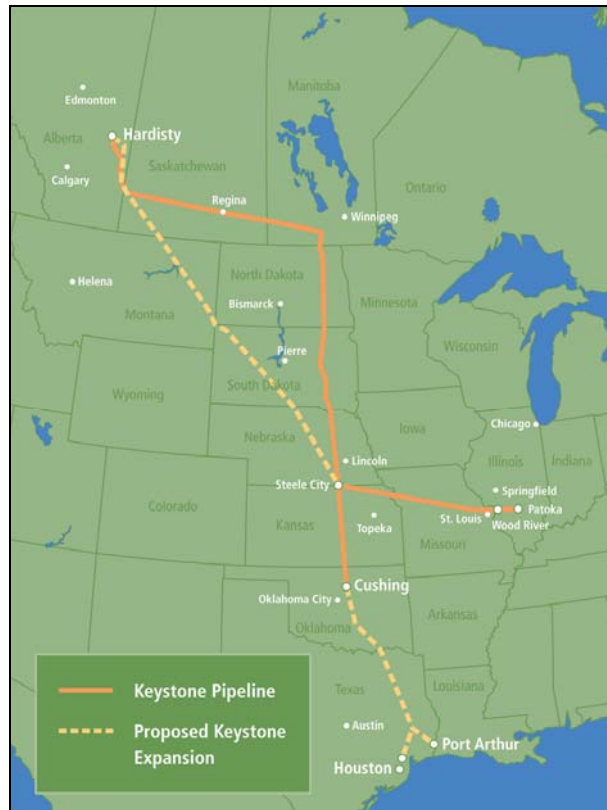 Edmonton
Manitoba
Hardisty
Alberta
Saskatchewan
Calgary
Ontario
Regina
Winnipeg
Helena
North Dakota
Bismarck
Minnesota
Montana
Wisconsin
Pierre
South Dakota
Wyoming
Chicago
Nebraska
Iowa
Lincoln
Illinois
Indiana
Steele City
Springfield
Colorado
Kansas
St. Louis
Patoka
Topeka
Wood River
Missouri
Cushing
Oklahoma City
Arkansas
Oklahoma
Keystone Pipeline
Texas
Louisiana
Proposed Keystone
Expansion
Austin
Port Arthur
Houston